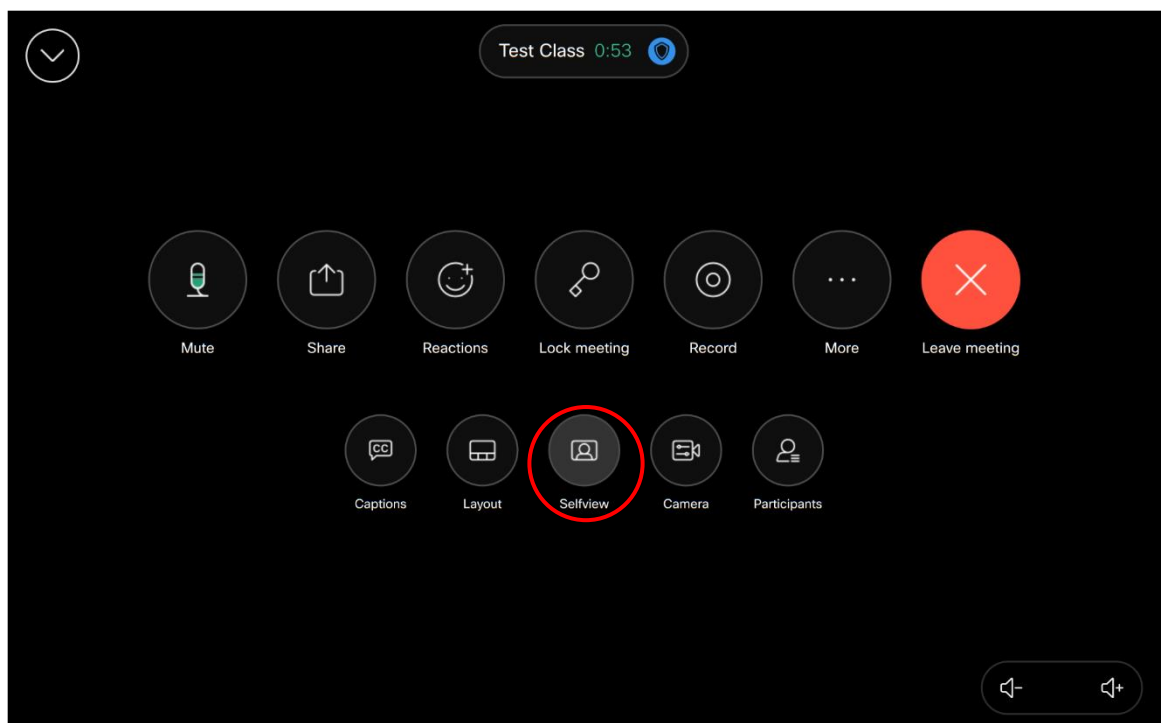 Test Class 0:53
Mute Share Reactions Lock meeting Record More Leave meeting
CC
Captions Layout Selfview Camera Participants